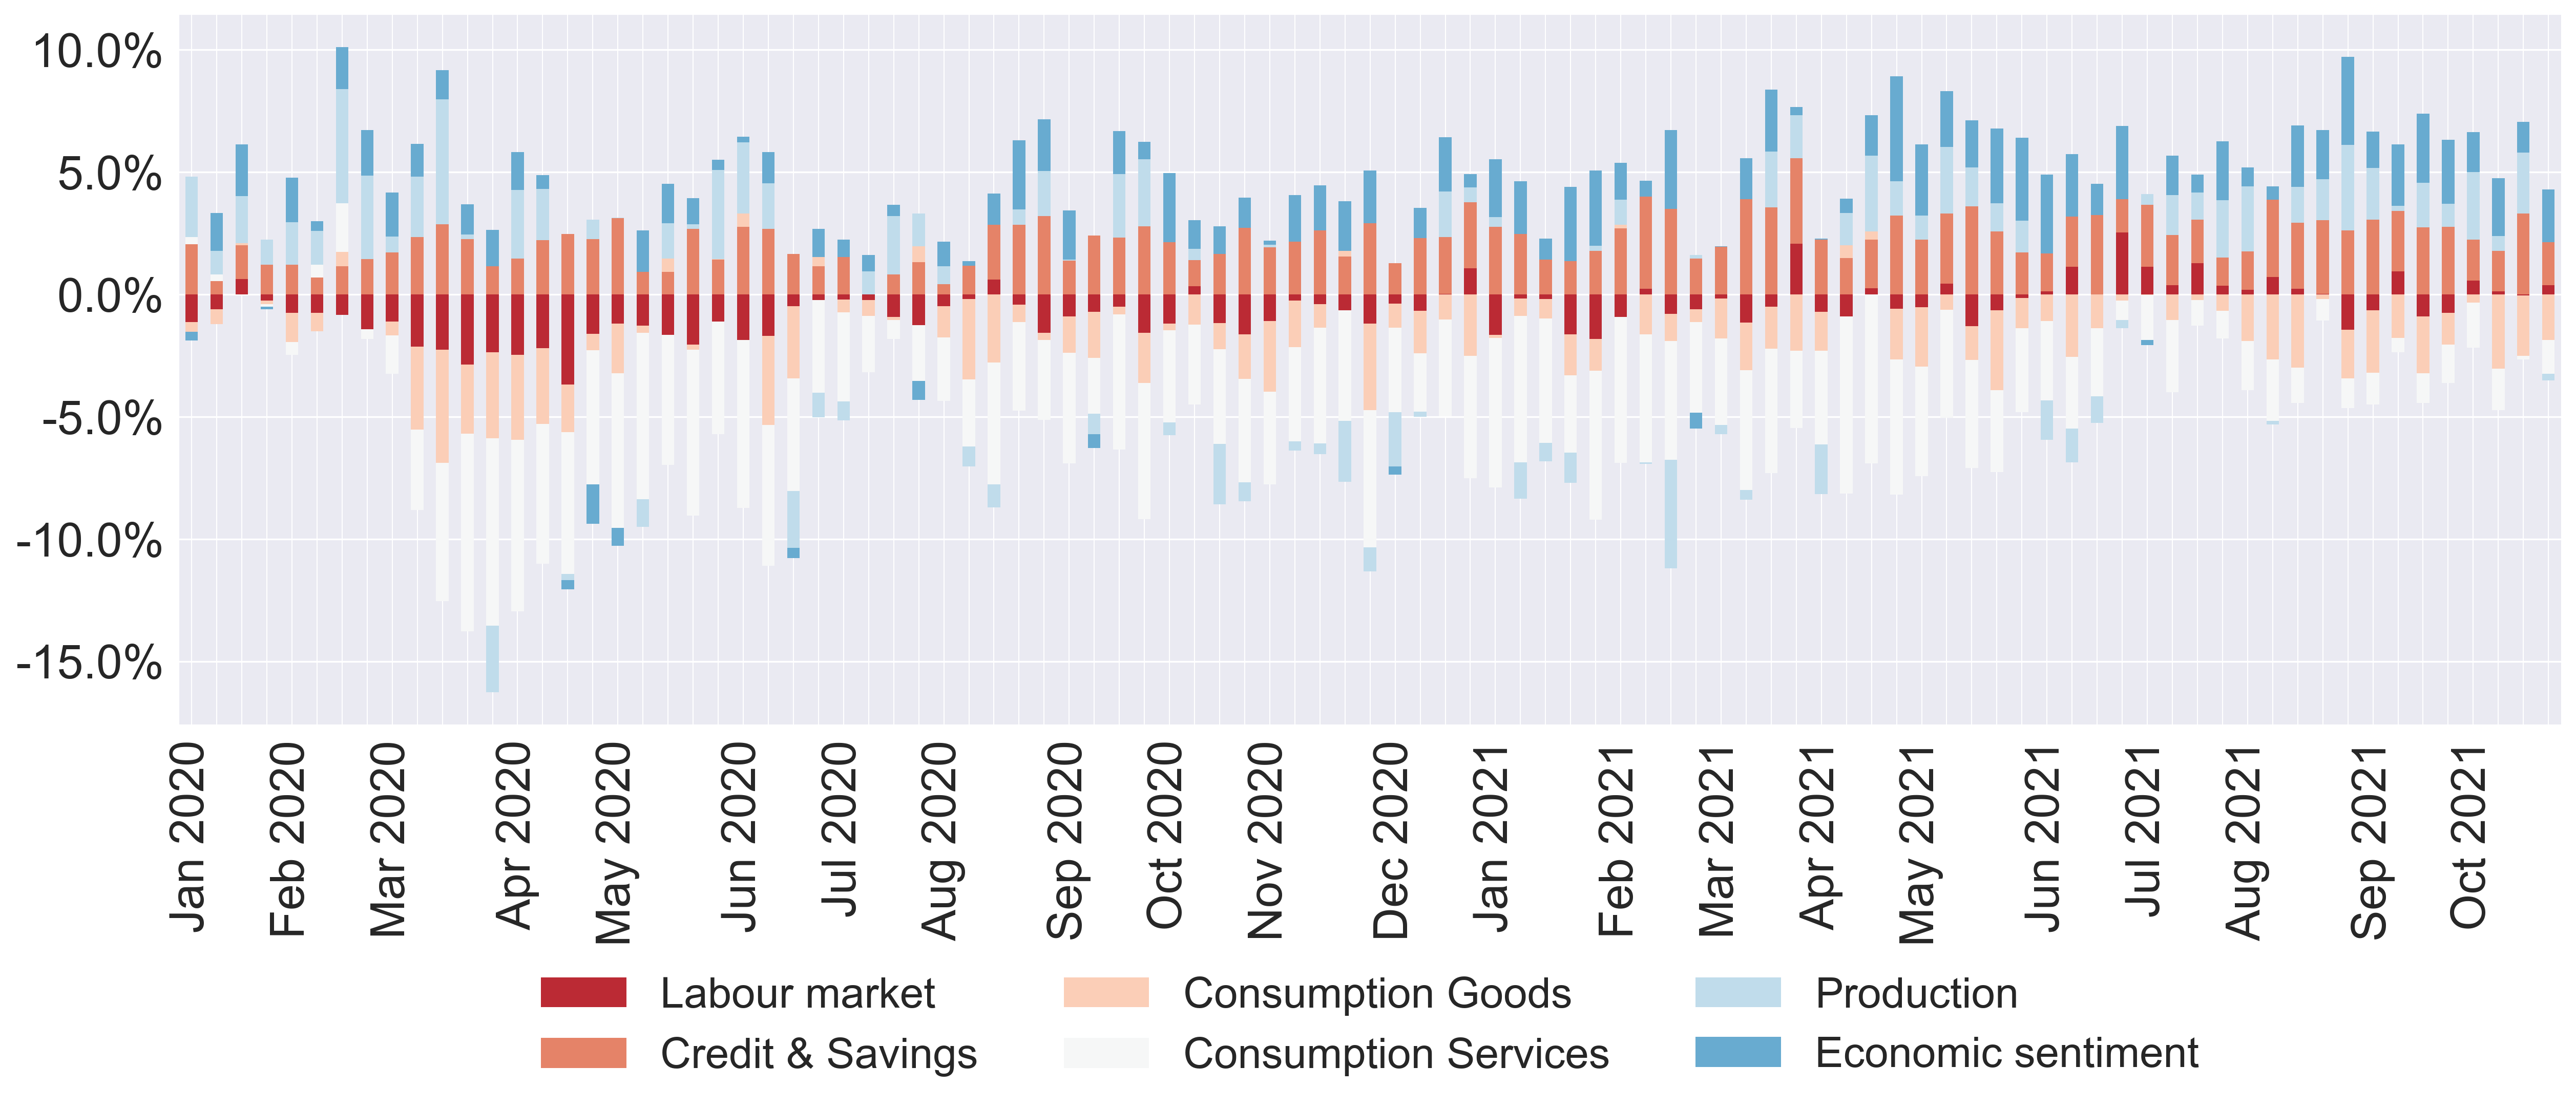 10.0%
5.0%
0.0%
-5.0%
-10.0%
-15.0%
Jan 2020
Feb 2020
Mar 2020
Apr 2020
May 2020
Jun 2020
Jul 2020
Aug 2020
Sep 2020
Oct 2020
Nov 2020
Dec 2020
Jan 2021
Feb 2021
Mar 2021
Apr 2021
May 2021
Jun 2021
Jul 2021
Aug 2021
Sep 2021
Oct 2021
Labour market
Consumption Goods
Production
Credit & Savings
Consumption Services
Economic sentiment